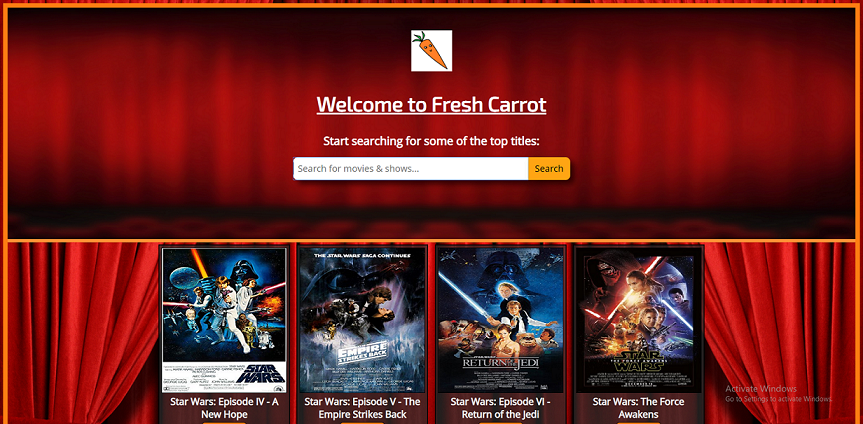 Welcome to Fresh Carrot
Start searching for some of the top titles:
Search for movies & shows...
Search
STAR WARS
THE STAR WARS SAGA CONTINUES
THE EMPIRE STRIKES BACK
STAR WARS
RETURN OF THE JEDI
STAR WARS
THE FORCE AWAKENS
Star Wars: Episode IV - A
New Hope
Star Wars: Episode V - The
Empire Strikes Back
Star Wars: Episode VI -
Return of the Jedi
Star Wars: The Force
Awakens
Activate Windows
Go to Settings to activate Windows.